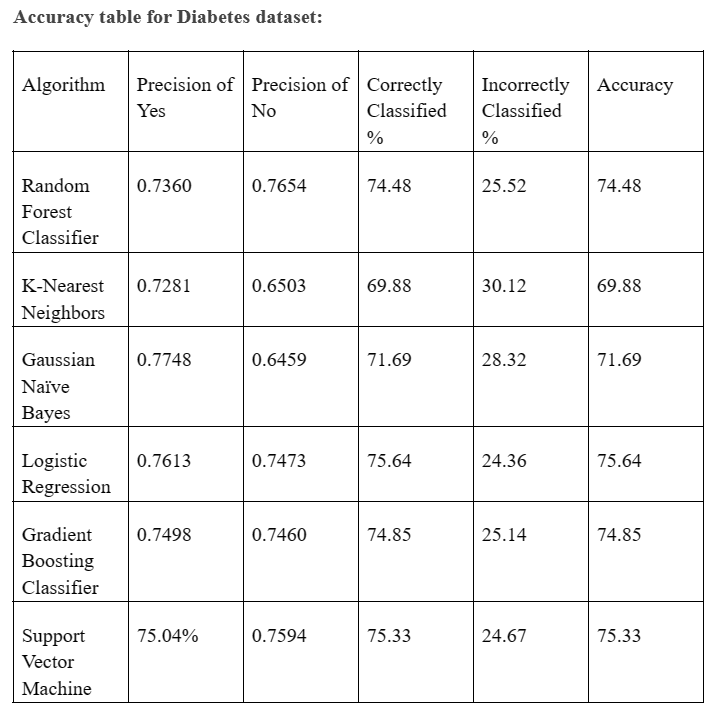 Accuracy table for Diabetes dataset:
Algorithm Precision of Yes Precision of No Correctly Classified % Incorrectly Classified % Accuracy
Random Forest Classifier 0.7360 0.7654 74.48 25.52 74.48
K-Nearest Neighbors 0.7281 0.6503 69.88 30.12 69.88
Gaussian Naïve Bayes 0.7748 0.6459 71.69 28.32 71.69
Logistic Regression 0.7613 0.7473 75.64 24.36 75.64
Gradient Boosting Classifier 0.7498 0.7460 74.85 25.14 74.85
Support Vector Machine 75.04% 0.7594 75.33 24.67 75.33